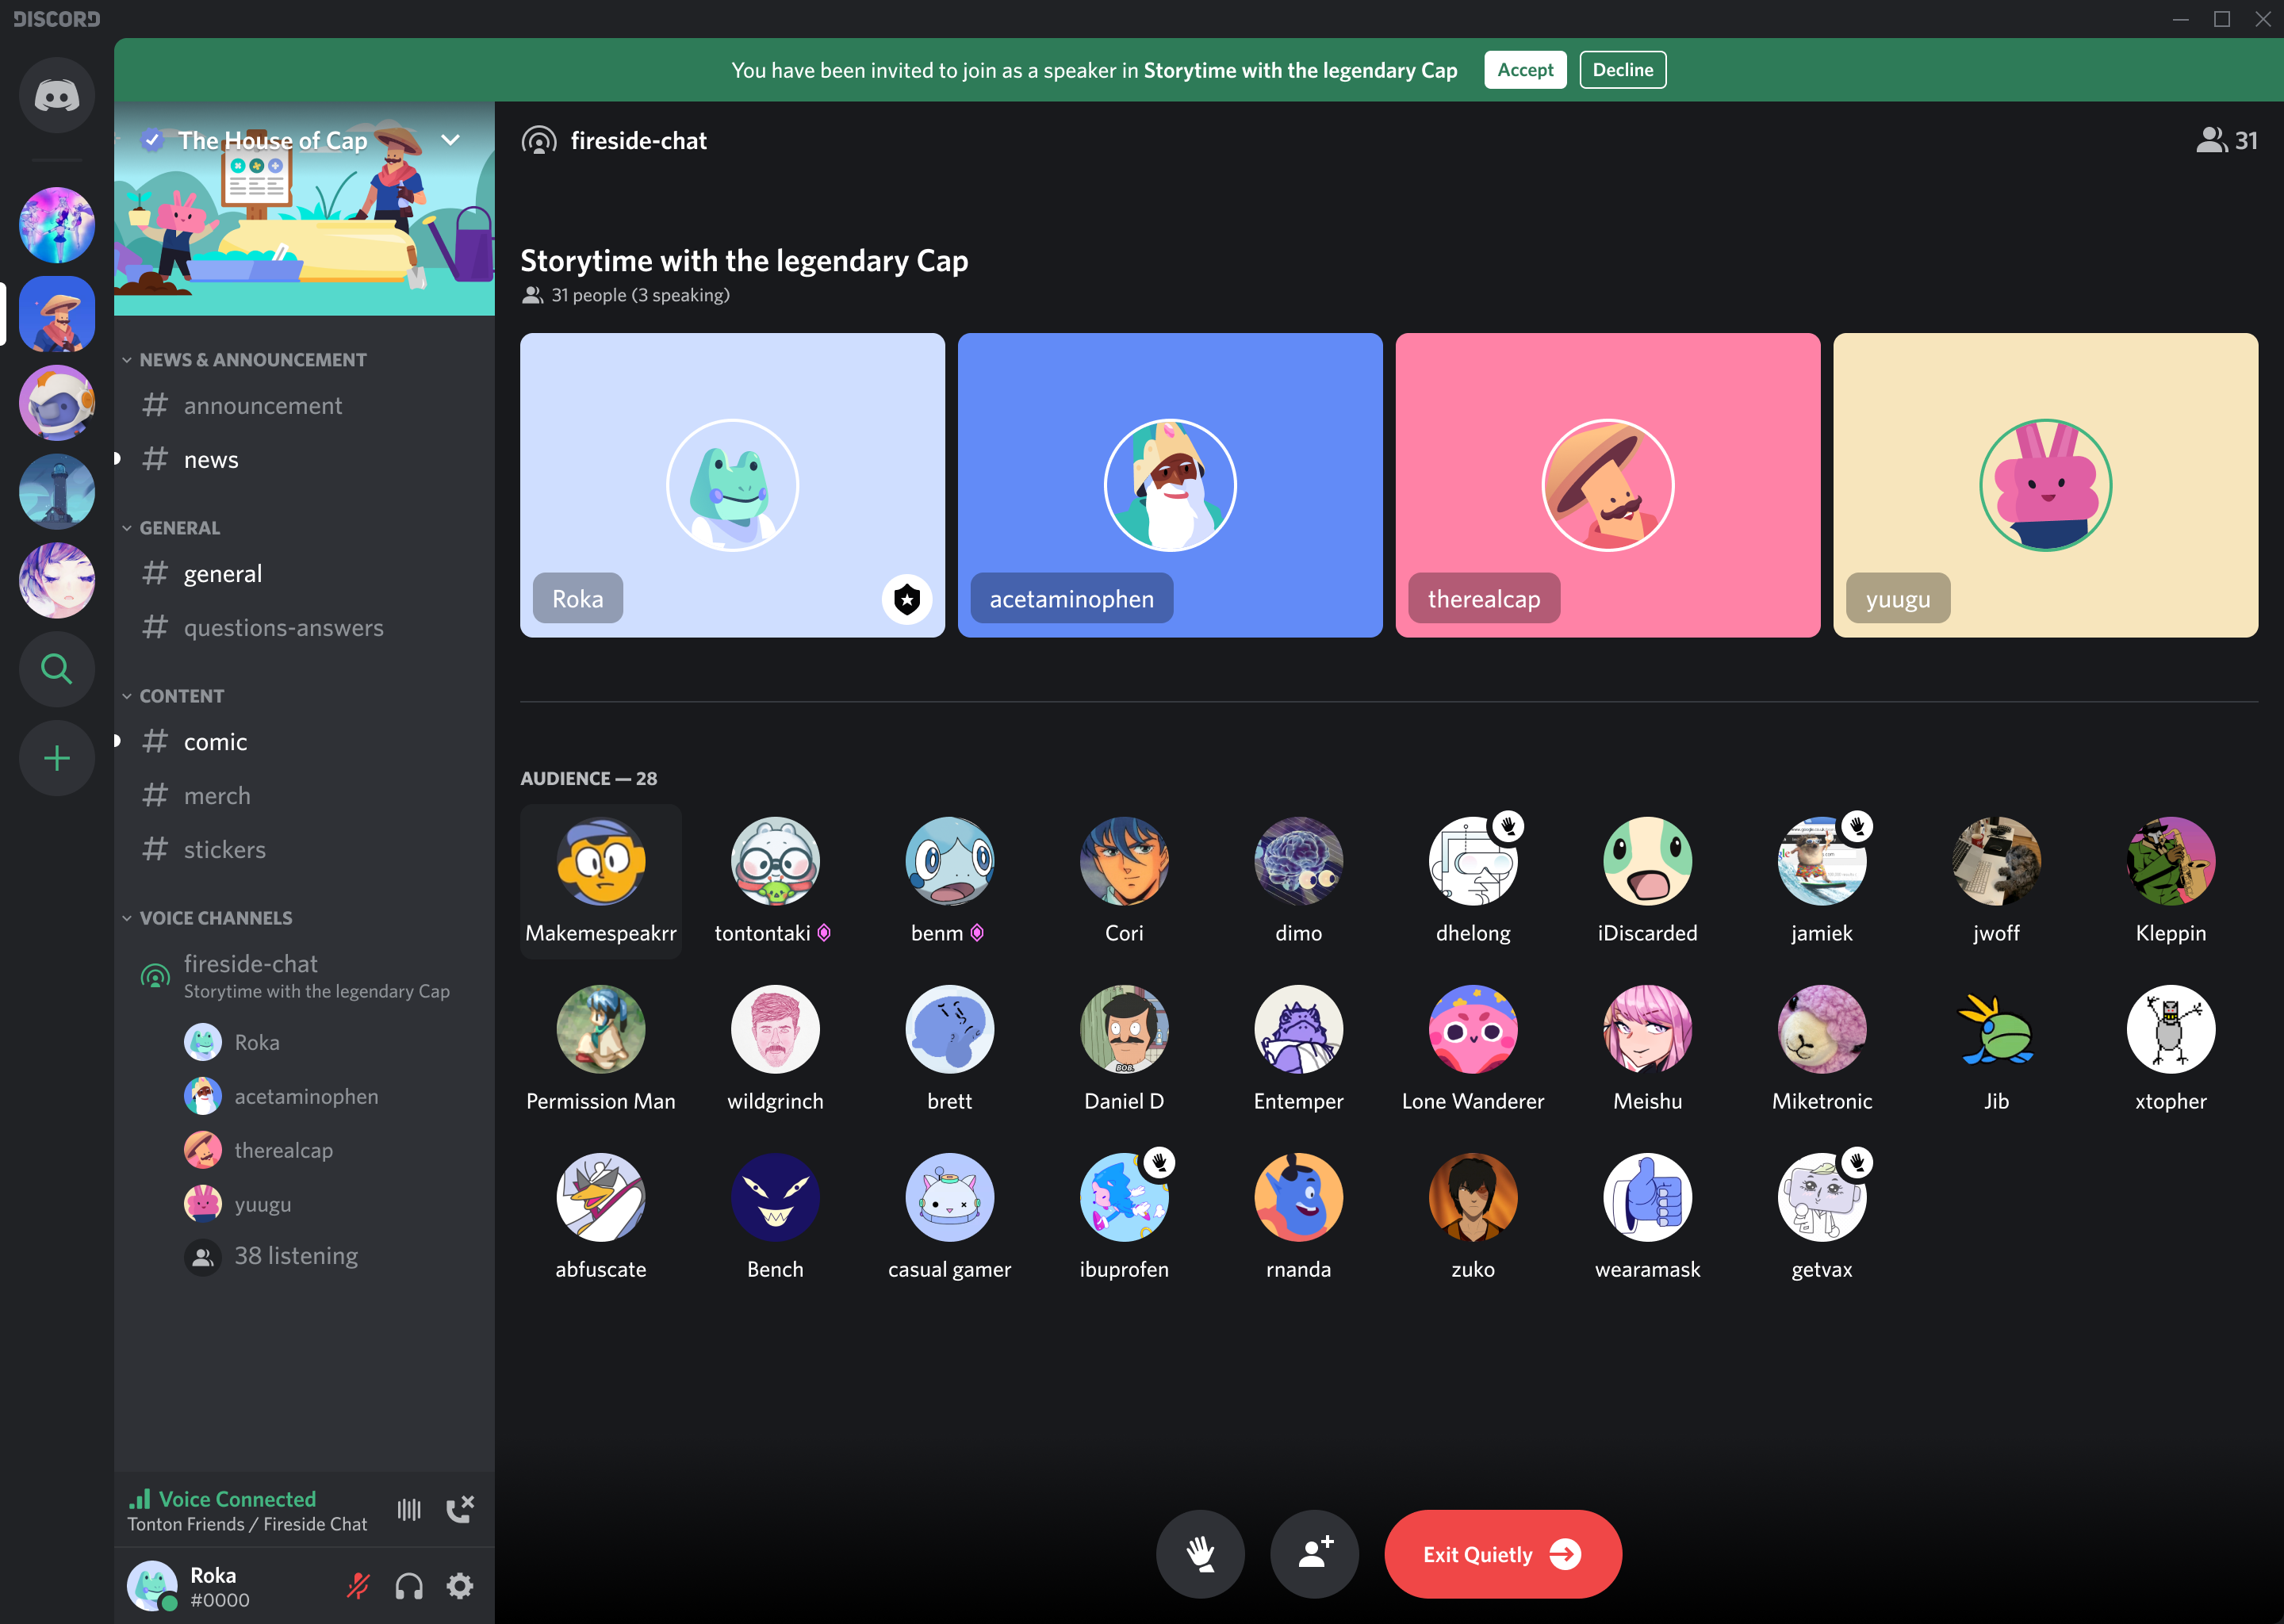 DISCORD
You have been invited to join as a speaker in Storytime with the legendary Cap
Accept
Decline
The House of Cap
fireside-chat
31
Storytime with the legendary Cap
31 people (3 speaking)
NEWS & ANNOUNCEMENT
announcement
news
GENERAL
general
questions-answers
CONTENT
comic
merch
stickers
VOICE CHANNELS
fireside-chat
Storytime with the legendary Cap
Roka
acetaminophen
therealcap
yuugu
38 listening
Voice Connected
Tonton Friends / Fireside Chat
Roka
#0000
Roka
acetaminophen
therealcap
yuugu
AUDIENCE — 28
Makemespeakrr
tontontaki
benm
Cori
dimo
dhelong
iDiscarded
jamiek
jwoff
Kleppin
Permission Man
wildgrinch
brett
BOB.
Daniel D
Entemper
Lone Wanderer
Meishu
Miketronic
Jib
xtopher
abfuscate
Bench
casual gamer
ibuprofen
rnanda
zuko
wearamask
getvax
Exit Quietly